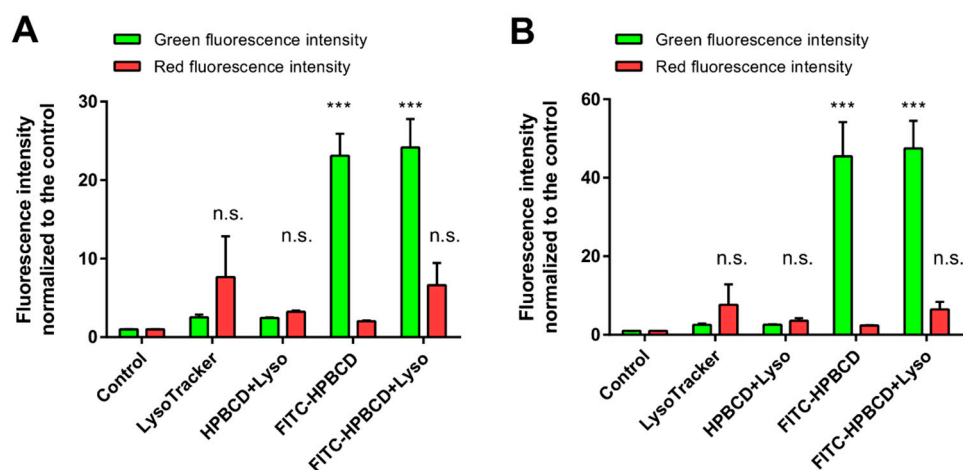 A
Green fluorescence intensity
Red fluorescence intensity
Fluorescence intensity
normalized to the control
30
20
10
0
n.s.
n.s.
***
***
n.s.
Control
LysoTracker
HPBCD+Lyso
FITC-HPBCD
FITC-HPBCD+Lyso
B
Green fluorescence intensity
Red fluorescence intensity
Fluorescence intensity
normalized to the control
60
40
20
0
n.s.
n.s.
***
***
n.s.
Control
LysoTracker
HPBCD+Lyso
FITC-HPBCD
FITC-HPBCD+Lyso